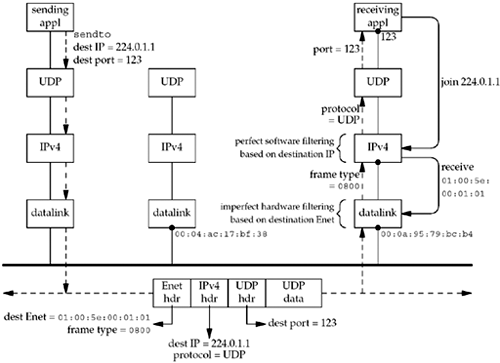 sending
appl
receiving
appl
123
sendto
dest IP = 224.0.1.1
dest port = 123
port = 123
join 224.0.1.1
UDP
UDP
UDP
protocol
= UDP
IPv4
IPv4
perfect software filtering
based on destination IP
IPv4
frame type
= 0800
receive
01:00:5e:
00:01:01
datalink
datalink
imperfect hardware filtering
based on destination Enet
datalink
00:04:ac:17:bf:38
00:0a:95:79:bc:b4
Enet
hdr
IPv4
hdr
UDP
hdr
UDP
data
dest Enet = 01:00:5e:00:01:01
frame type = 0800
dest port = 123
dest IP = 224.0.1.1
protocol = UDP